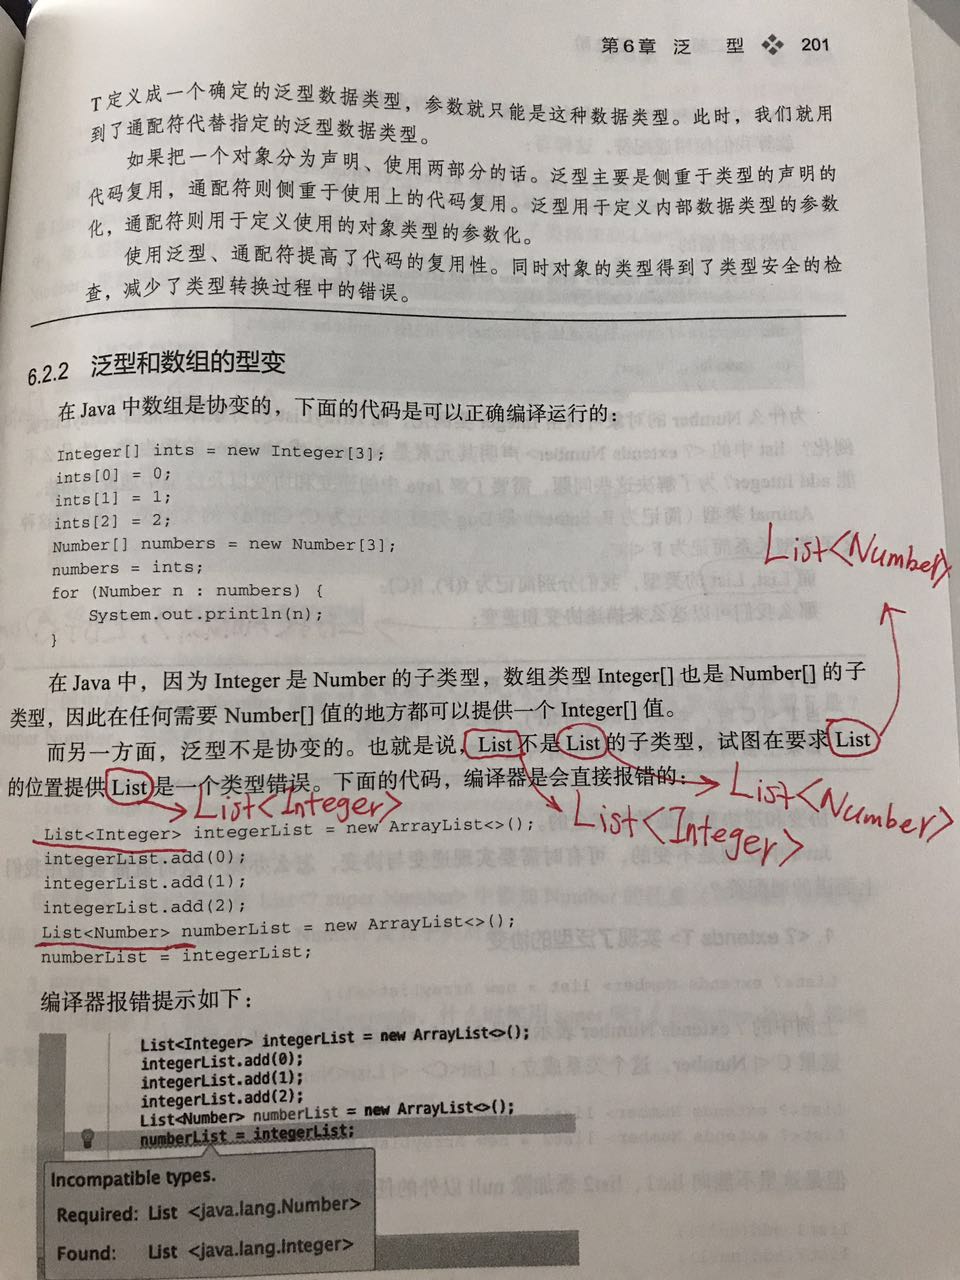 第6章 泛 型 201
T定义成一个确定的泛型数据类型，参数就只能是这种数据类型。此时，我们就用
到了通配符代替指定的泛型数据类型。
如果把一个对象分为声明、使用两部分的话。泛型主要是侧重于类型的声明的
代码复用，通配符则侧重于使用上的代码复用。泛型用于定义内部数据类型的参数
化，通配符则用于定义使用的对象类型的参数化。
使用泛型、通配符提高了代码的复用性。同时对象的类型得到了类型安全的检
查，减少了类型转换过程中的错误。
6.2.2 泛型和数组的型变
在 Java 中数组是协变的，下面的代码是可以正确编译运行的：
Integer[] ints = new Integer[3];
ints[0] = 0;
ints[1] = 1;
ints[2] = 2;
Number[] numbers = new Number[3];
numbers = ints;
for (Number n : numbers) {
System.out.println(n);
}
List<Number>
在 Java 中，因为 Integer 是 Number 的子类型，数组类型 Integer[] 也是 Number[] 的子
类型，因此在任何需要 Number[] 值的地方都可以提供一个 Integer[] 值。
而另一方面，泛型不是协变的。也就是说，List 不是 List 的子类型，试图在要求 List
的位置提供 List 是一个类型错误。下面的代码，编译器是会直接报错的：
List<Integer>
List<Integer>
List<Number>
List<Integer> integerList = new ArrayList<>();
integerList.add(0);
integerList.add(1);
integerList.add(2);
List<Number> numberList = new ArrayList<>();
numberList = integerList;
编译器报错提示如下：
List<Integer> integerList = new ArrayList<>();
integerList.add(0);
integerList.add(1);
integerList.add(2);
List<Number> numberList = new ArrayList<>();
numberList = integerList;
Incompatible types.
Required: List <java.lang.Number>
Found: List <java.lang.Integer>